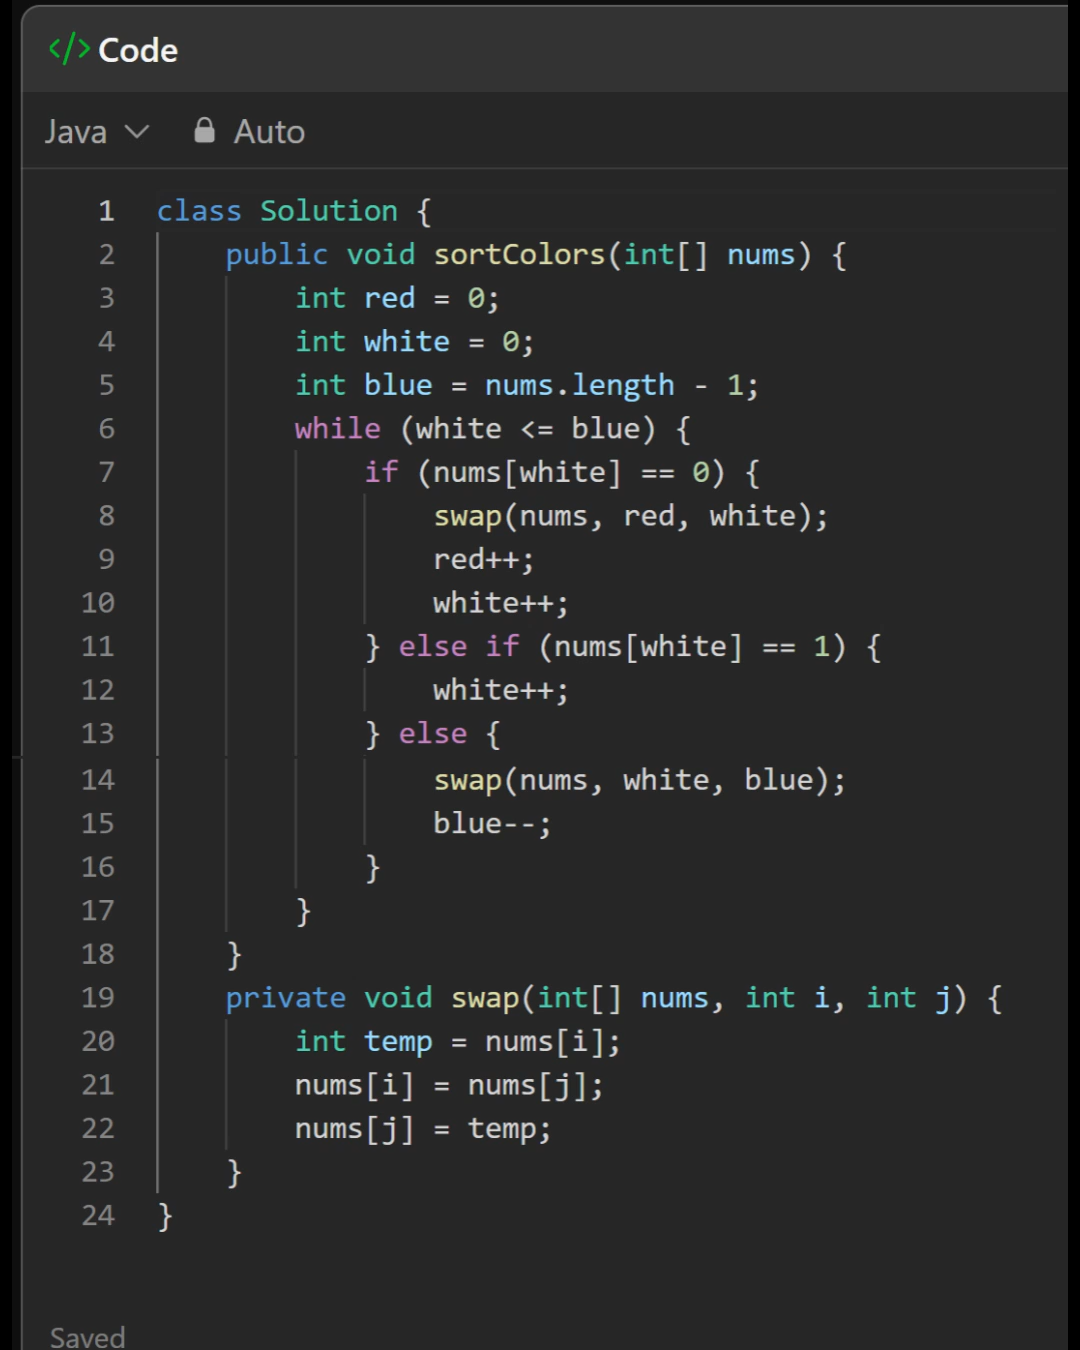 </> Code
Java Auto
1 class Solution {
2     public void sortColors(int[] nums) {
3         int red = 0;
4         int white = 0;
5         int blue = nums.length - 1;
6         while (white <= blue) {
7             if (nums[white] == 0) {
8                 swap(nums, red, white);
9                 red++;
10                 white++;
11             } else if (nums[white] == 1) {
12                 white++;
13             } else {
14                 swap(nums, white, blue);
15                 blue--;
16             }
17         }
18     }
19     private void swap(int[] nums, int i, int j) {
20         int temp = nums[i];
21         nums[i] = nums[j];
22         nums[j] = temp;
23     }
24 }
Saved